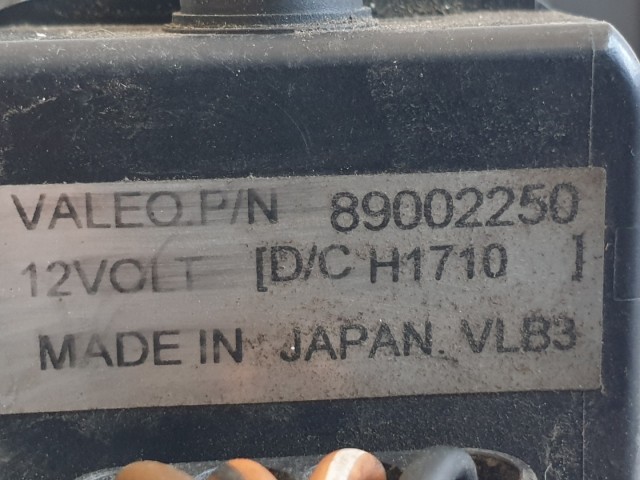 VALEO.P/N 89002250
12VOLT [D/C H1710 ]
MADE IN JAPAN. VLB3